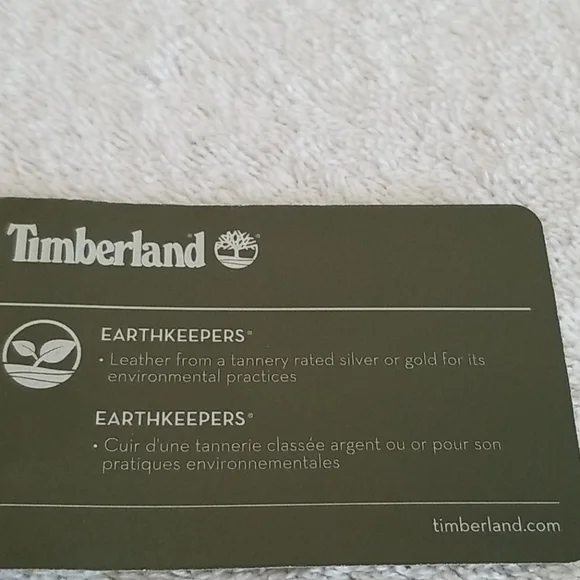 Timberland®
EARTHKEEPERS®
• Leather from a tannery rated silver or gold for its
environmental practices
EARTHKEEPERS®
• Cuir d'une tannerie classée argent ou or pour son
pratiques environnementales
timberland.com